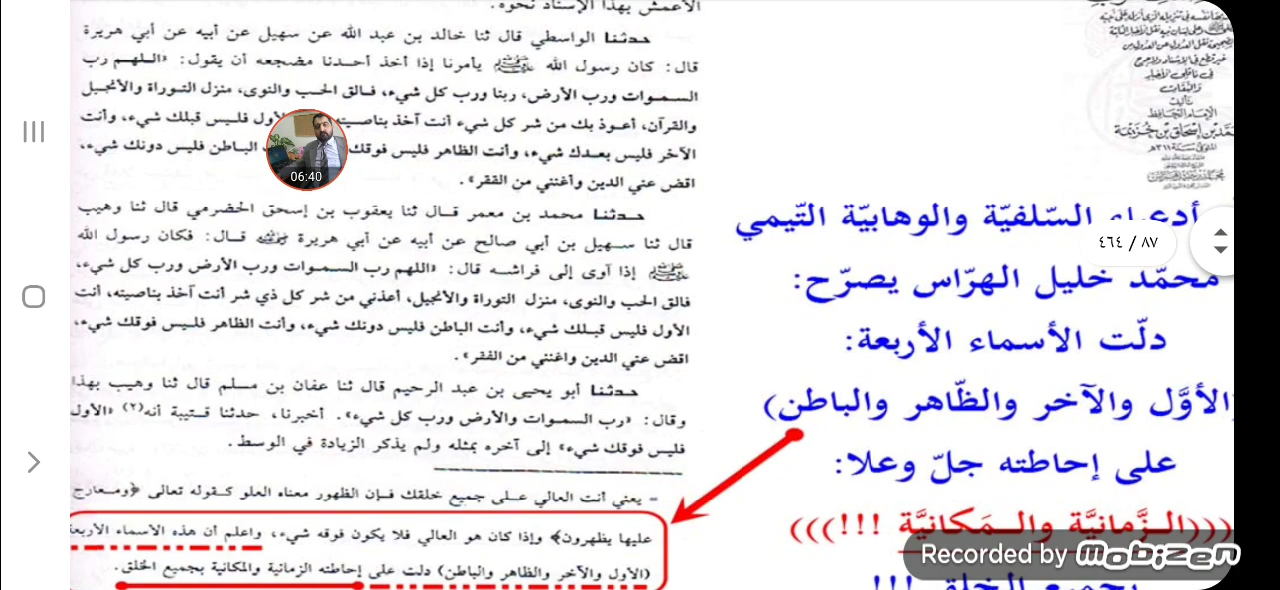 الأعمش بهذا الإسناد نحوه.
حدثنا الواسطي قال ثنا خالد بن عبد الله عن سهيل عن أبيه عن أبي هريرة
قال: كان رسول الله ﷺ يأمرنا إذا أخذ أحدنا مضجعه أن يقول: «اللهم رب
السموات ورب الأرض، ربنا ورب كل شيء، فالق الحب والنوى، منزل التوراة والأنجيل
والقرآن، أعوذ بك من شر كل شيء أنت آخذ بناصيته الأول فليس قبلك شيء، وأنت
الآخر فليس بعدك شيء، وأنت الظاهر فليس فوقك الباطن فليس دونك شيء،
اقض عني الدين وأغنني من الفقر».
حدثنا محمد بن معمر قال ثنا يعقوب بن إسحق الحضرمي قال ثنا وهيب
قال ثنا سهيل بن أبي صالح عن أبيه عن أبي هريرة قال: فكان رسول الله
ﷺ إذا آوى إلى فراشه قال: «اللهم رب السموات ورب الأرض ورب كل شيء،
فالق الحب والنوى، منزل التوراة والأنجيل، أعذني من شر كل ذي شر أنت آخذ بناصيته، أنت
الأول فليس قبلك شيء، وأنت الباطن فليس دونك شيء، وأنت الظاهر فليس فوقك شيء،
اقض عني الدين واغنني من الفقر».
حدثنا أبو يحيى بن عبد الرحيم قال ثنا عفان بن مسلم قال ثنا وهيب بهذا
وقال: «رب السموات والأرض ورب كل شيء». أخبرنا، حدثنا قتيبة أنه(٢) «الأول
فليس فوقك شيء» إلى آخره بمثله ولم يذكر الزيادة في الوسط.
= يعني أنت العالي على جميع خلقك فإن الظهور معناه العلو كقوله تعالى ﴿ومعارج
عليها يظهرون﴾ وإذا كان هو العالي فلا يكون فوقه شيء، واعلم أن هذه الأسماء الأربعة
(الأول والآخر والظاهر والباطن) دلت على إحاطته الزمانية والمكانية بجميع الخلق.
06:40
تأليف
أدعياء السّلفيّة والوهابيّة التّيمي
٨٧ / ٤٦٤
محمّد خليل الهرّاس يصرّح:
دلّت الأسماء الأربعة:
(الأوَّل والآخر والظّاهر والباطن)
على إحاطته جلّ وعلا:
(((الـزَّمانيَّة والـمَكانيَّة !!!)))
بجميع الخلق !!!
Recorded by mobizen